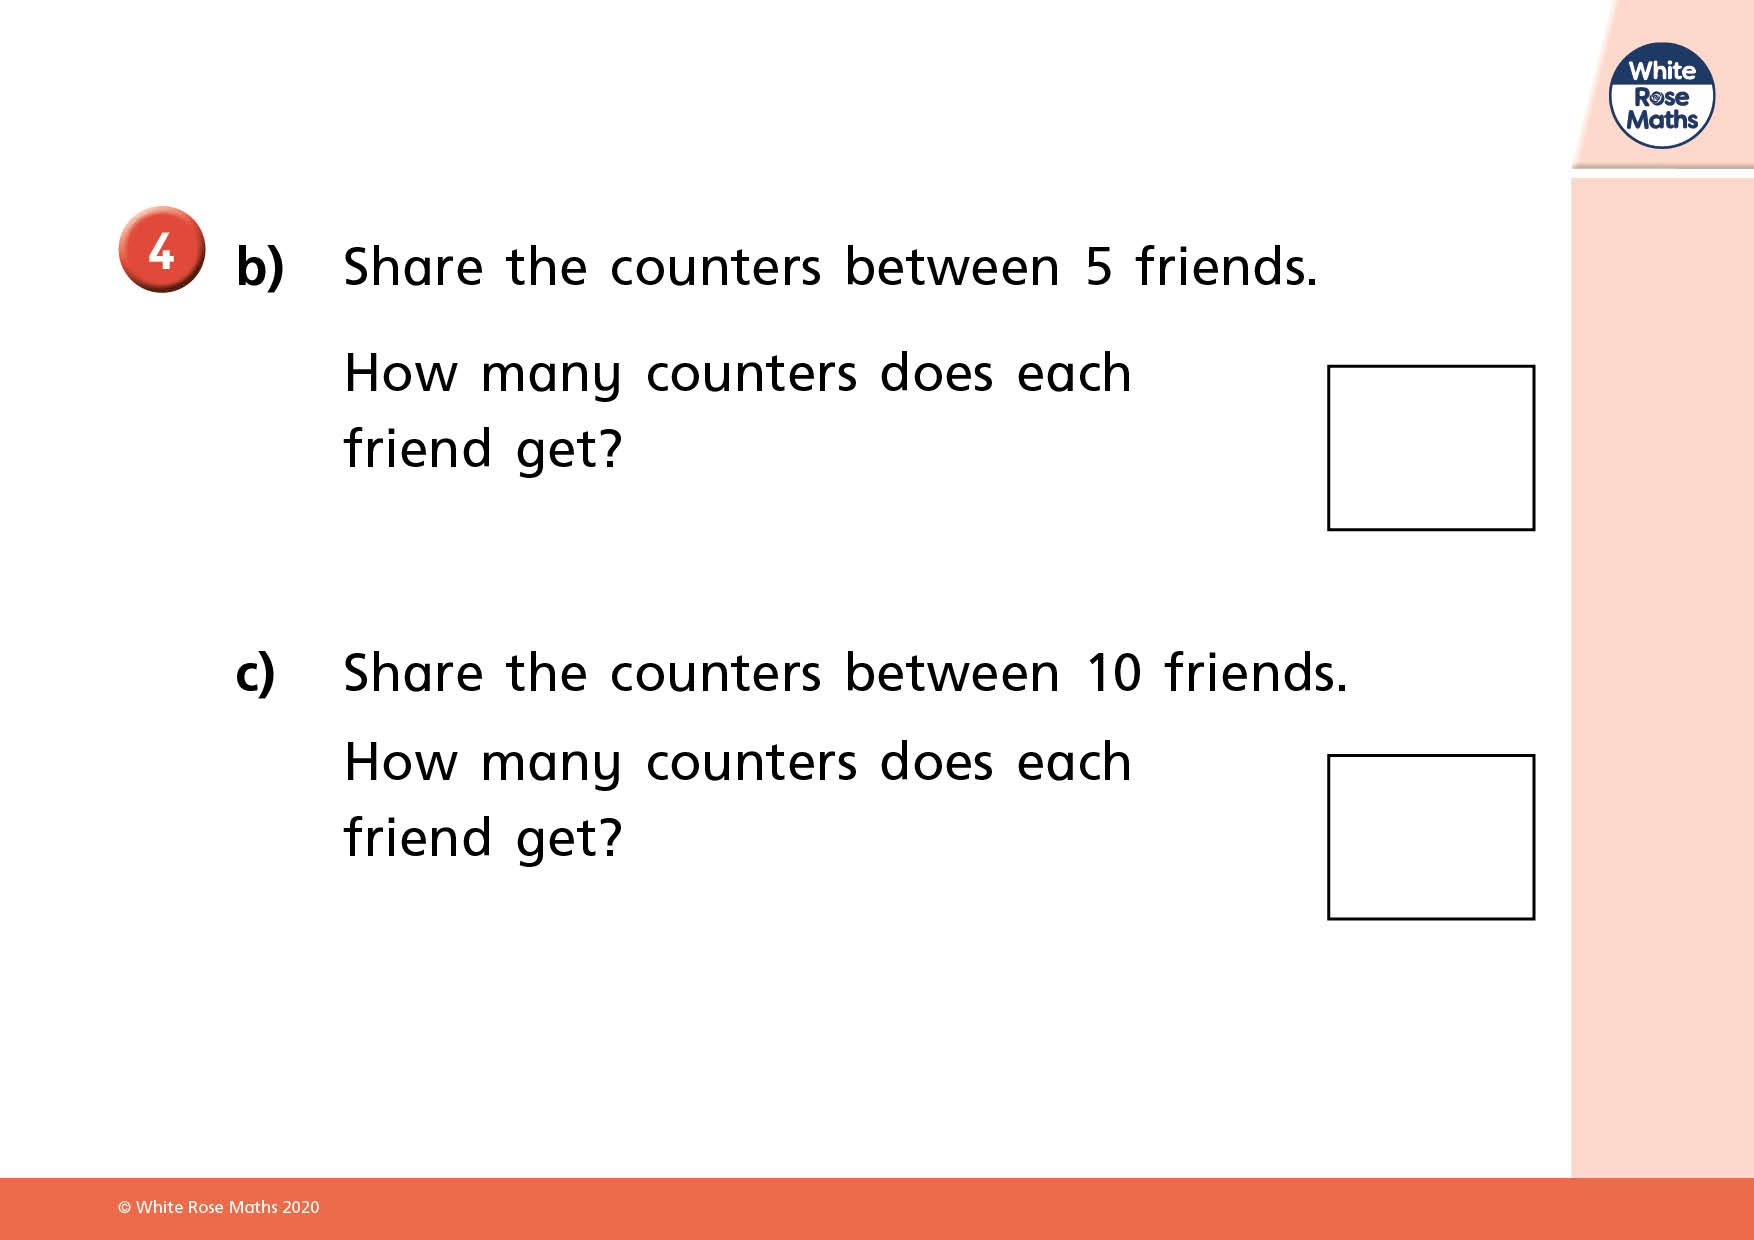 White
Rose
Maths
4
b) Share the counters between 5 friends.
How many counters does each
friend get?
c) Share the counters between 10 friends.
How many counters does each
friend get?
© White Rose Maths 2020